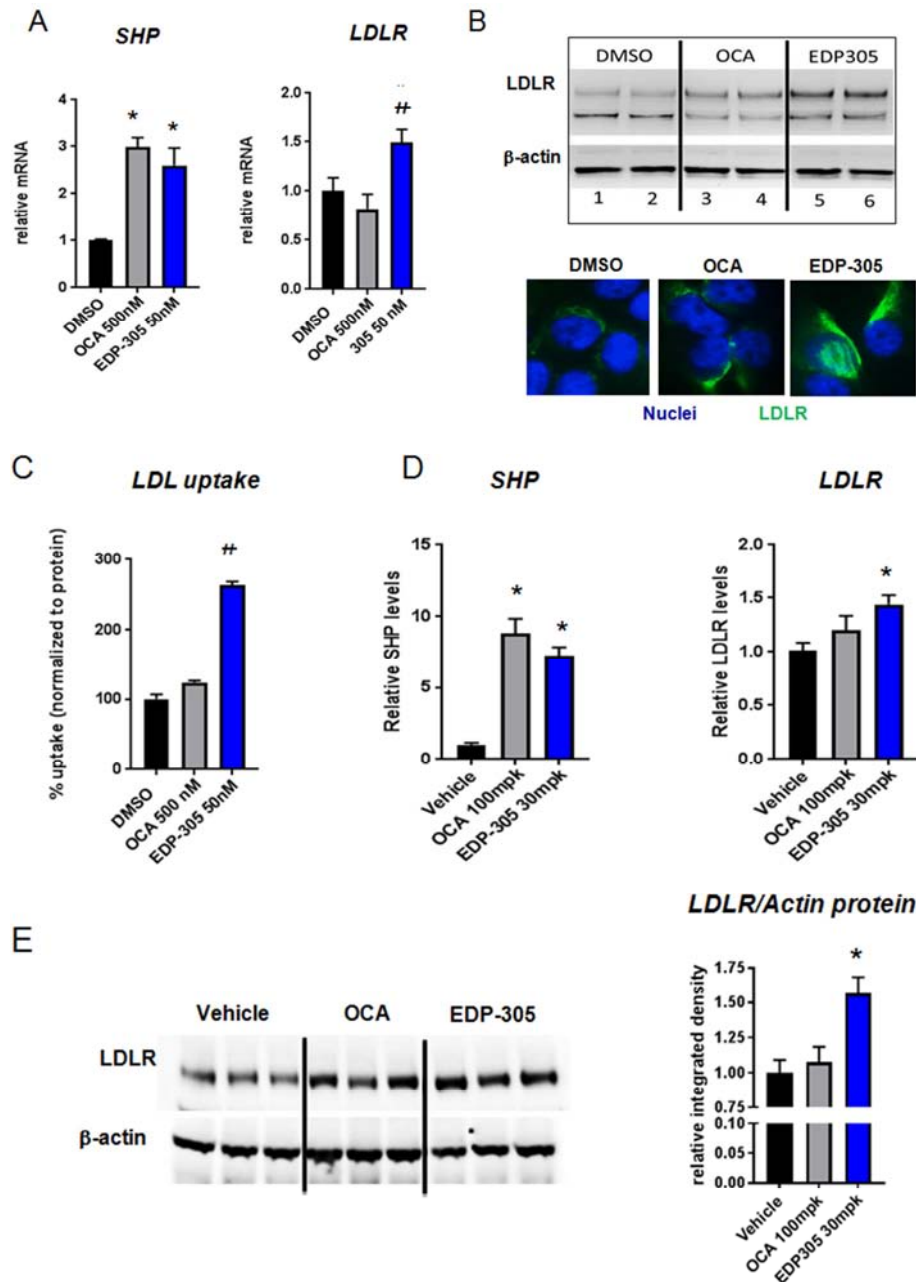 A
SHP
relative mRNA
4
3
2
1
0
*
*
DMSO
OCA 500nM
EDP-305 50nM
LDLR
relative mRNA
2.0
1.5
1.0
0.5
0.0
#
DMSO
OCA 500nM
305 50 nM
B
DMSO OCA EDP305
LDLR
β-actin
1 2 3 4 5 6
DMSO OCA EDP-305
Nuclei LDLR
C
LDL uptake
% uptake (normalized to protein)
300
200
100
0
#
DMSO
OCA 500 nM
EDP-305 50nM
D
SHP
Relative SHP levels
15
10
5
0
*
*
Vehicle
OCA 100mpk
EDP-305 30mpk
LDLR
Relative LDLR levels
2.0
1.5
1.0
0.5
0.0
*
Vehicle
OCA 100mpk
EDP-305 30mpk
E
Vehicle OCA EDP-305
LDLR
β-actin
LDLR/Actin protein
relative integrated density
1.75
1.50
1.25
1.00
0.75
0.10
0.05
0.00
*
Vehicle
OCA 100mpk
EDP305 30mpk